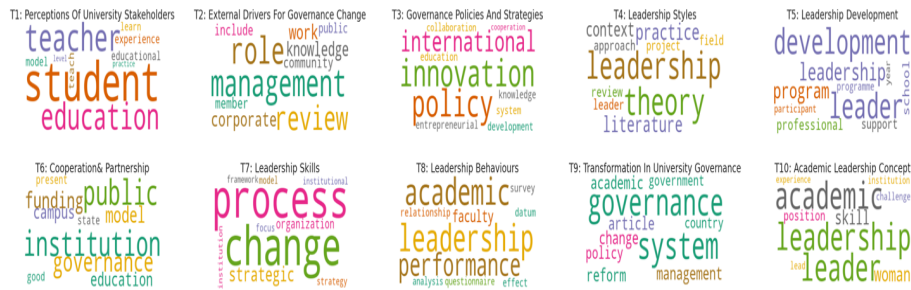 T1: Perceptions Of University Stakeholders
teacher
learn
experience
model
level
teach
educational
practice
student
education
T2: External Drivers For Governance Change
include
work
public
role
knowledge
community
management
member
corporate
review
T3: Governance Policies And Strategies
collaboration
cooperation
international
education
innovation
policy
knowledge
system
entrepreneurial
development
T4: Leadership Styles
context
practice
approach
project
field
leadership
review
leader
theory
literature
T5: Leadership Development
development
leadership
year
program
programme
school
participant
leader
professional
support
T6: Cooperation& Partnership
present
funding
public
campus
state
model
institution
governance
good
education
T7: Leadership Skills
framework
model
institutional
process
focus
organization
institution
change
strategic
strategy
T8: Leadership Behaviours
academic
survey
relationship
faculty
datum
leadership
performance
analysis
questionnaire
effect
T9: Transformation In University Governance
academic
government
governance
article
country
change
policy
system
reform
management
T10: Academic Leadership Concept
experience
institution
academic
challenge
position
skill
leadership
lead
leader
woman